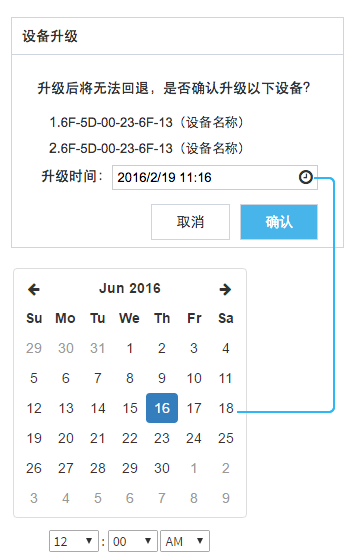 设备升级
升级后将无法回退，是否确认升级以下设备？
1.6F-5D-00-23-6F-13（设备名称）
2.6F-5D-00-23-6F-13（设备名称）
升级时间： 2016/2/19 11:16
取消 确认
Jun 2016
Su Mo Tu We Th Fr Sa
29 30 31 1 2 3 4
5 6 7 8 9 10 11
12 13 14 15 16 17 18
19 20 21 22 23 24 25
26 27 28 29 30 1 2
3 4 5 6 7 8 9
12 : 00 AM